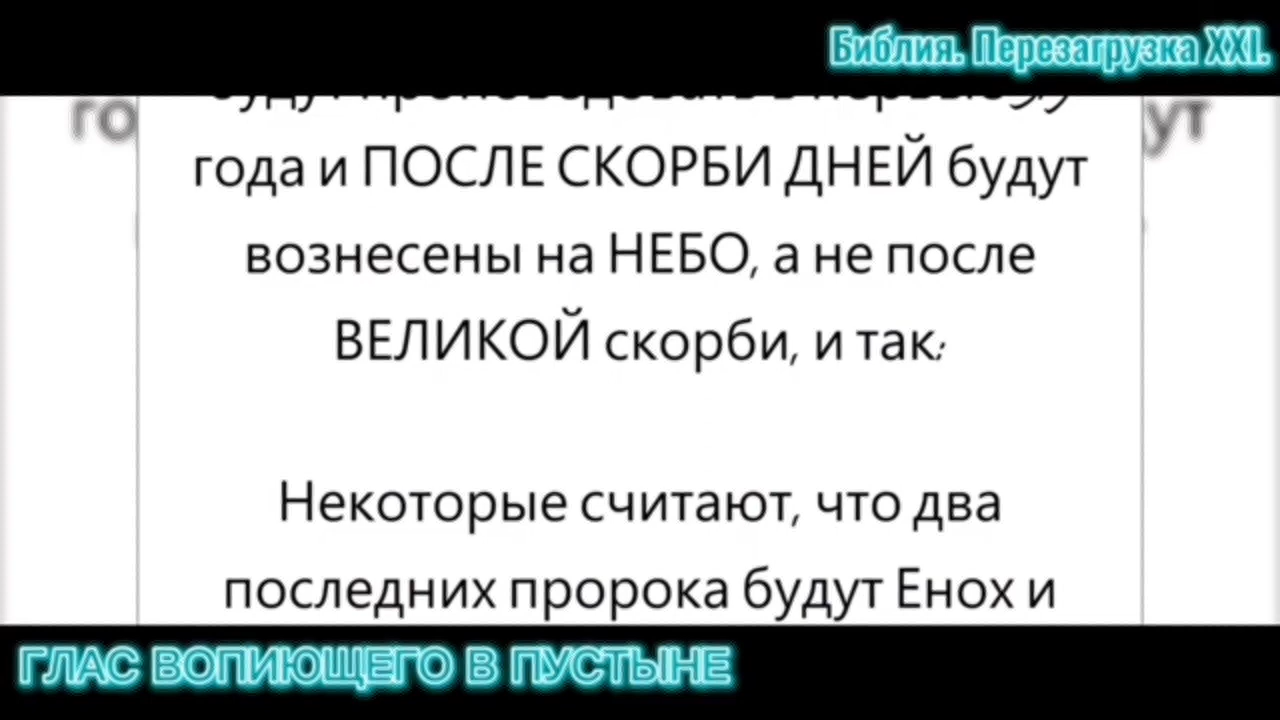 Библия. Перезагрузка XXI.
года и ПОСЛЕ СКОРБИ ДНЕЙ будут
вознесены на НЕБО, а не после
ВЕЛИКОЙ скорби, и так:
Некоторые считают, что два
последних пророка будут Енох и
ГЛАС ВОПИЮЩЕГО В ПУСТЫНЕ